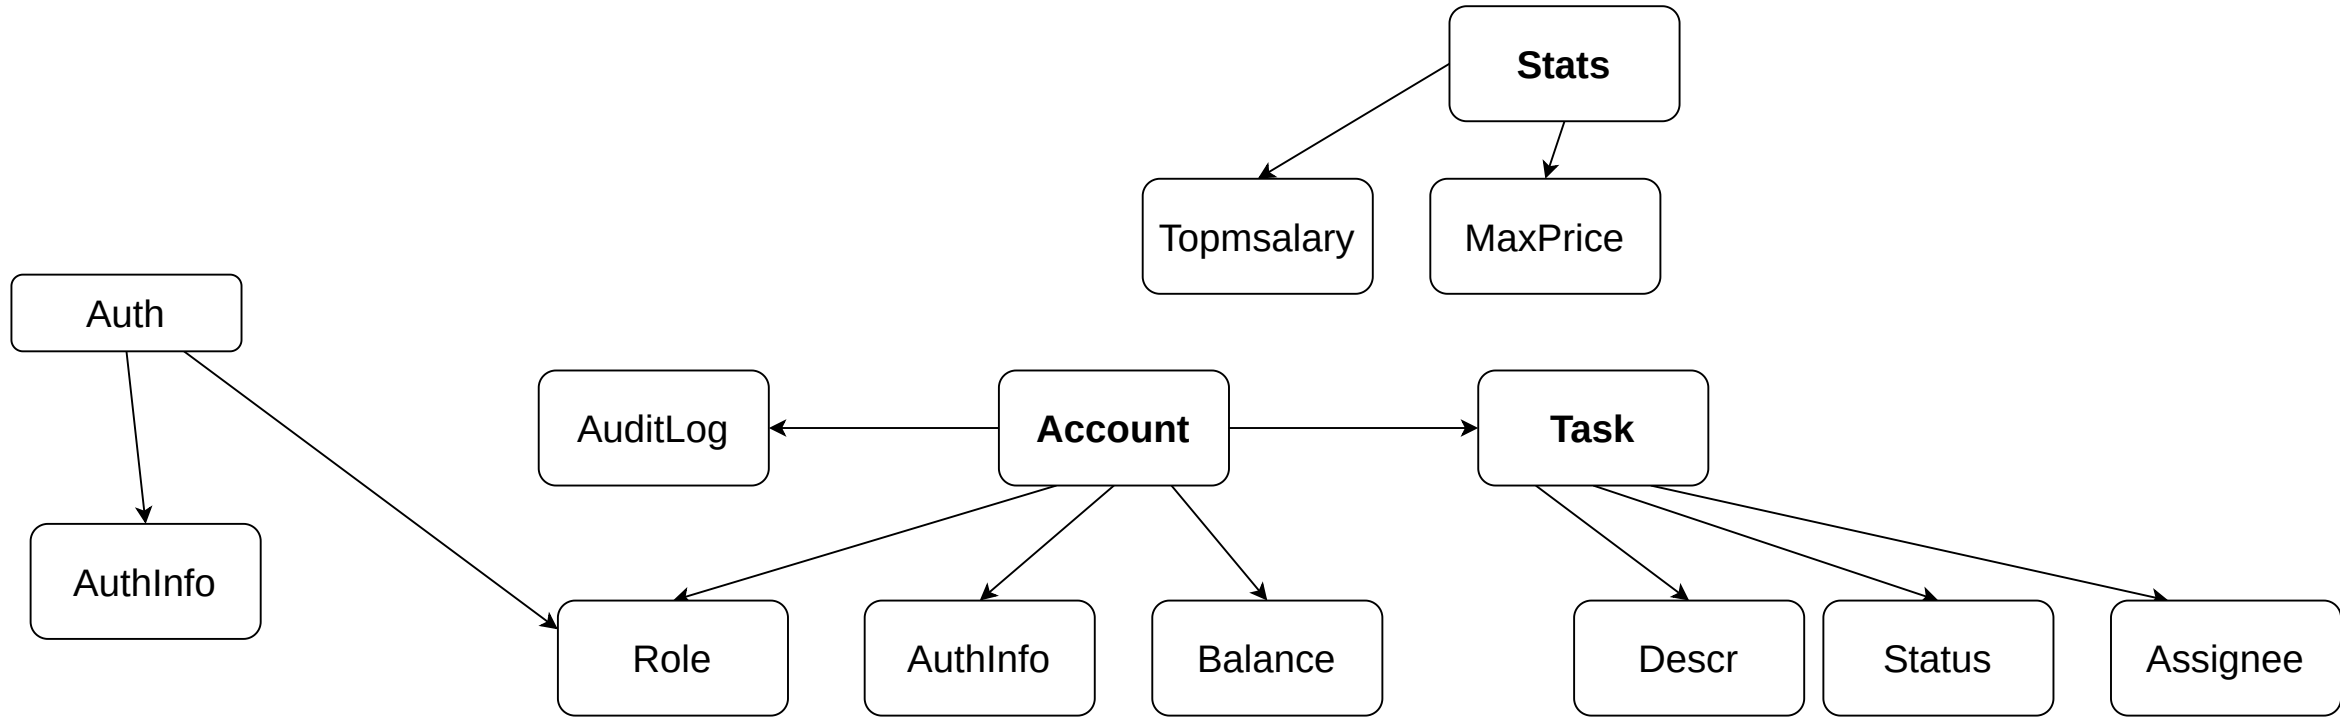 Stats
Topmsalary
MaxPrice
Auth
AuditLog
Account
Task
AuthInfo
Role
AuthInfo
Balance
Descr
Status
Assignee